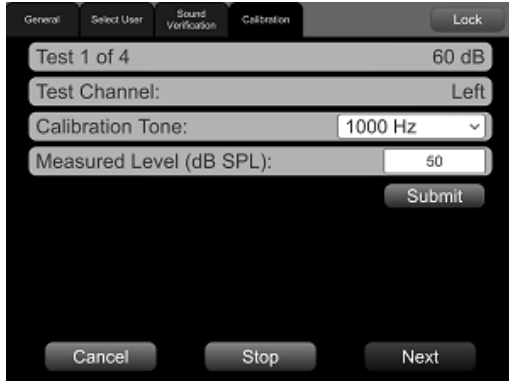 General Select User Sound Verification Calibration Lock
Test 1 of 4 60 dB
Test Channel: Left
Calibration Tone: 1000 Hz
Measured Level (dB SPL): 50
Submit
Cancel Stop Next